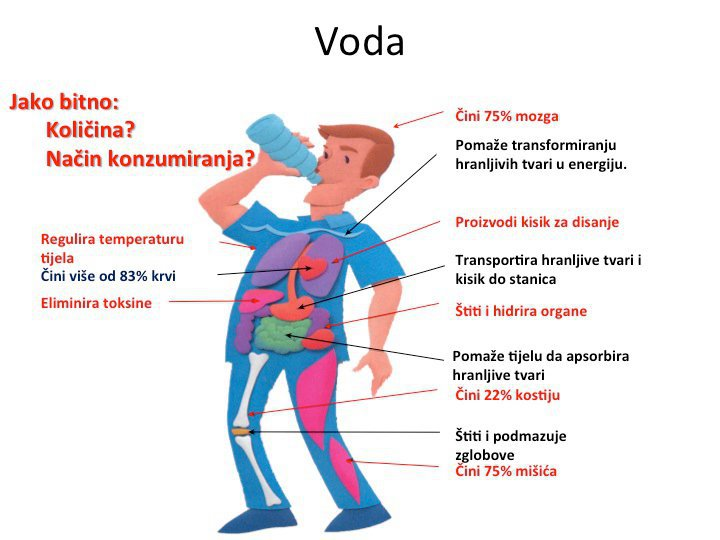 Voda
Jako bitno:
Količina?
Način konzumiranja?
Regulira temperaturu
tijela
Čini više od 83% krvi
Eliminira toksine
Čini 75% mozga
Pomaže transformiranju
hranljivih tvari u energiju.
Proizvodi kisik za disanje
Transportira hranljive tvari i
kisik do stanica
Štiti i hidrira organe
Pomaže tijelu da apsorbira
hranljive tvari
Čini 22% kostiju
Štiti i podmazuje
zglobove
Čini 75% mišića